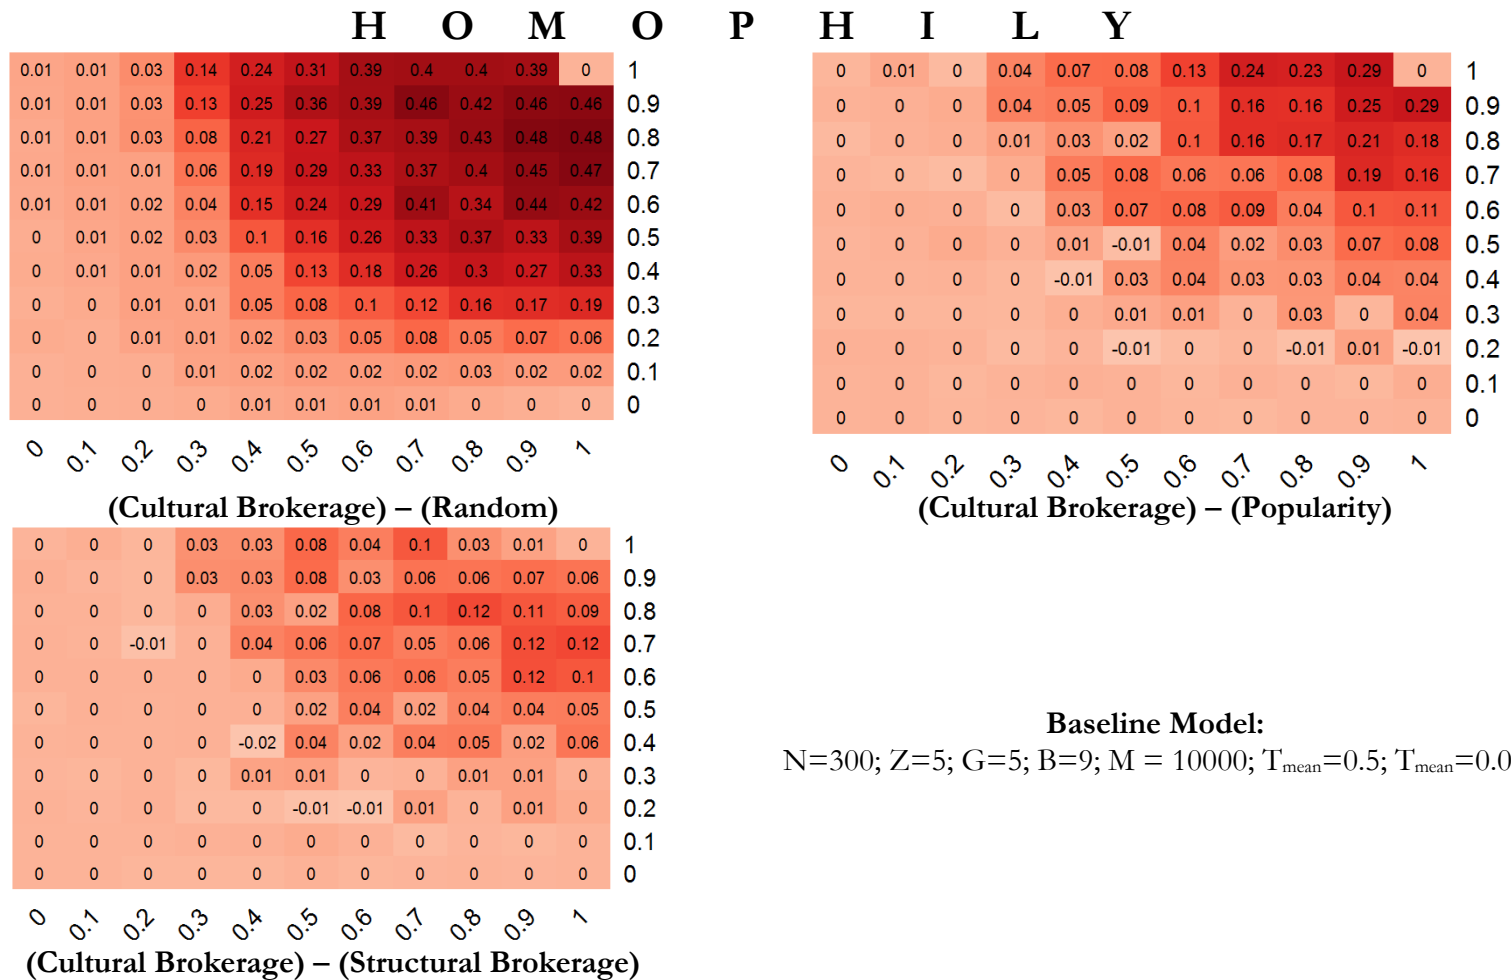 H O M O P H I L Y
0.01 0.01 0.03 0.14 0.24 0.31 0.39 0.4 0.4 0.39 0 1
0.01 0.01 0.03 0.13 0.25 0.36 0.39 0.46 0.42 0.46 0.46 0.9
0.01 0.01 0.03 0.08 0.21 0.27 0.37 0.39 0.43 0.48 0.48 0.8
0.01 0.01 0.01 0.06 0.19 0.29 0.33 0.37 0.4 0.45 0.47 0.7
0.01 0.01 0.02 0.04 0.15 0.24 0.29 0.41 0.34 0.44 0.42 0.6
0 0.01 0.02 0.03 0.1 0.16 0.26 0.33 0.37 0.33 0.39 0.5
0 0.01 0.01 0.02 0.05 0.13 0.18 0.26 0.3 0.27 0.33 0.4
0 0 0.01 0.01 0.05 0.08 0.1 0.12 0.16 0.17 0.19 0.3
0 0 0.01 0.01 0.02 0.03 0.05 0.08 0.05 0.07 0.06 0.2
0 0 0 0.01 0.02 0.02 0.02 0.02 0.03 0.02 0.02 0.1
0 0 0 0 0.01 0.01 0.01 0.01 0 0 0 0
0 0.1 0.2 0.3 0.4 0.5 0.6 0.7 0.8 0.9 1
(Cultural Brokerage) – (Random)
0 0.01 0 0.04 0.07 0.08 0.13 0.24 0.23 0.29 0 1
0 0 0 0.04 0.05 0.09 0.1 0.16 0.16 0.25 0.29 0.9
0 0 0 0.01 0.03 0.02 0.1 0.16 0.17 0.21 0.18 0.8
0 0 0 0 0.05 0.08 0.06 0.06 0.08 0.19 0.16 0.7
0 0 0 0 0.03 0.07 0.08 0.09 0.04 0.1 0.11 0.6
0 0 0 0 0.01 -0.01 0.04 0.02 0.03 0.07 0.08 0.5
0 0 0 0 -0.01 0.03 0.04 0.03 0.03 0.04 0.04 0.4
0 0 0 0 0 0.01 0.01 0 0.03 0 0.04 0.3
0 0 0 0 0 -0.01 0 0 -0.01 0.01 -0.01 0.2
0 0 0 0 0 0 0 0 0 0 0 0.1
0 0 0 0 0 0 0 0 0 0 0 0
0 0.1 0.2 0.3 0.4 0.5 0.6 0.7 0.8 0.9 1
(Cultural Brokerage) – (Popularity)
0 0 0 0.03 0.03 0.08 0.04 0.1 0.03 0.01 0 1
0 0 0 0.03 0.03 0.08 0.03 0.06 0.06 0.07 0.06 0.9
0 0 0 0 0.03 0.02 0.08 0.1 0.12 0.11 0.09 0.8
0 0 -0.01 0 0.04 0.06 0.07 0.05 0.06 0.12 0.12 0.7
0 0 0 0 0 0.03 0.06 0.06 0.05 0.12 0.1 0.6
0 0 0 0 0 0.02 0.04 0.02 0.04 0.04 0.05 0.5
0 0 0 0 -0.02 0.04 0.02 0.04 0.05 0.02 0.06 0.4
0 0 0 0 0.01 0.01 0 0 0.01 0.01 0 0.3
0 0 0 0 0 -0.01 -0.01 0.01 0 0.01 0 0.2
0 0 0 0 0 0 0 0 0 0 0 0.1
0 0 0 0 0 0 0 0 0 0 0 0
0 0.1 0.2 0.3 0.4 0.5 0.6 0.7 0.8 0.9 1
(Cultural Brokerage) – (Structural Brokerage)
Baseline Model:
N=300; Z=5; G=5; B=9; M = 10000; Tmean=0.5; Tmean=0.0